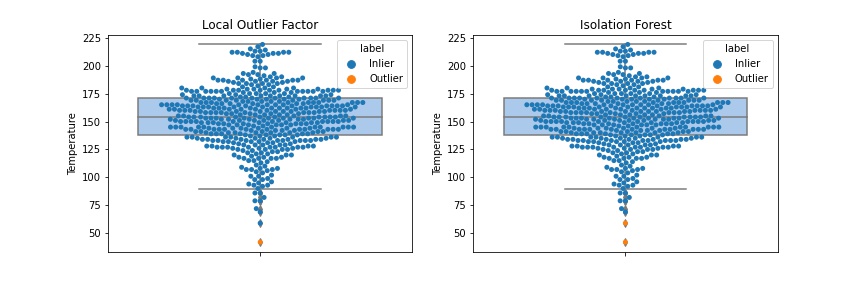 Local Outlier Factor
225
200
175
150
125
100
75
50
Temperature
label
Inlier
Outlier
Isolation Forest
225
200
175
150
125
100
75
50
Temperature
label
Inlier
Outlier